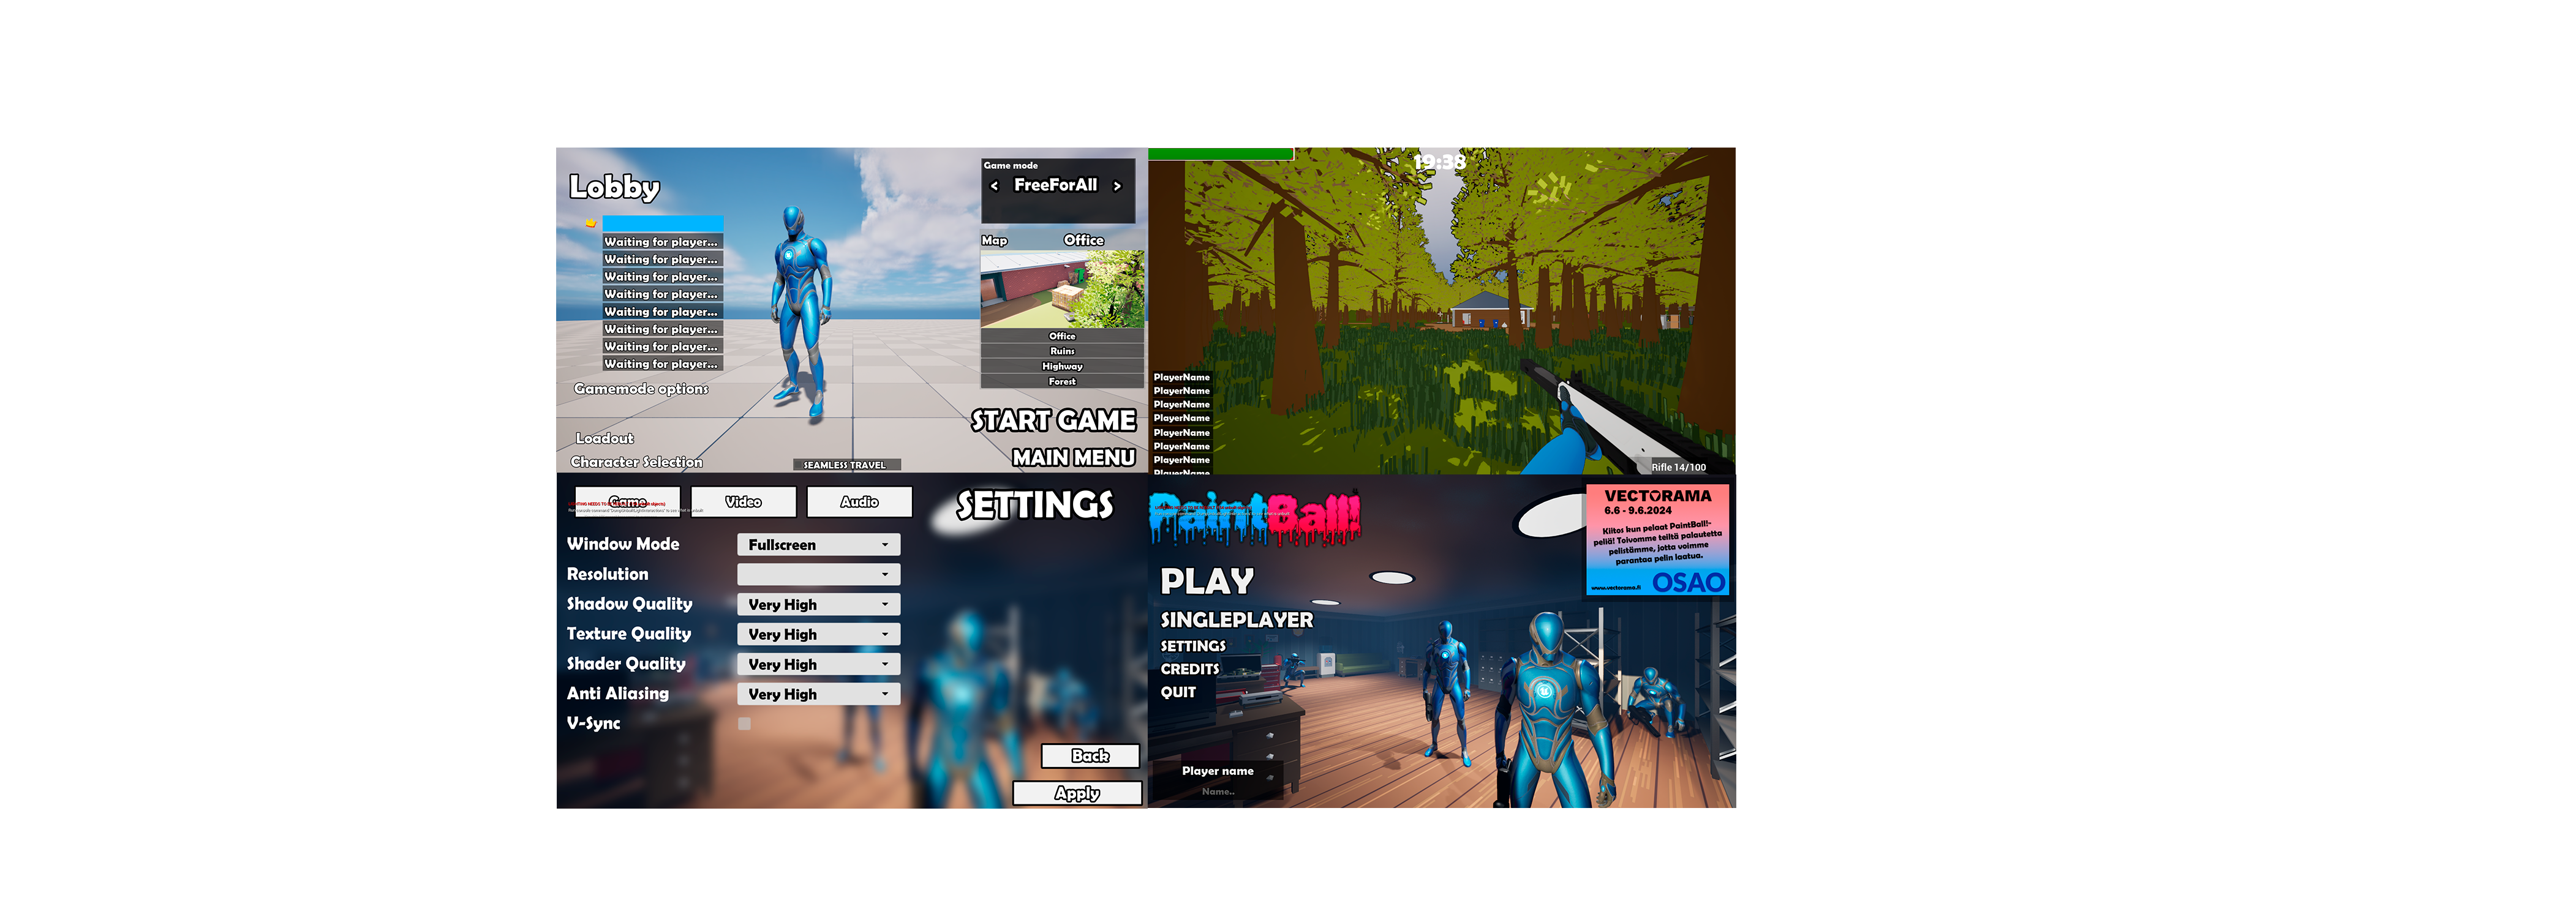 Lobby
Waiting for player...
Waiting for player...
Waiting for player...
Waiting for player...
Waiting for player...
Waiting for player...
Waiting for player...
Waiting for player...
Gamemode options
Loadout
Character Selection
SEAMLESS TRAVEL
Game mode
< FreeForAll >
Map Office
Office
Ruins
Highway
Forest
START GAME
MAIN MENU
19:38
PlayerName
PlayerName
PlayerName
PlayerName
PlayerName
PlayerName
PlayerName
PlayerName
Rifle 14/100
Game Video Audio
SETTINGS
Window Mode Fullscreen
Resolution
Shadow Quality Very High
Texture Quality Very High
Shader Quality Very High
Anti Aliasing Very High
V-Sync
Back
Apply
PaintBall!
PLAY
SINGLEPLAYER
SETTINGS
CREDITS
QUIT
Player name
Name..
VECTORAMA
6.6 - 9.6.2024
Kiitos kun pelaat PaintBall!-
peliä! Toivomme teiltä palautetta
pelistämme, jotta voimme
parantaa pelin laatua.
www.vectorama.fi OSAO